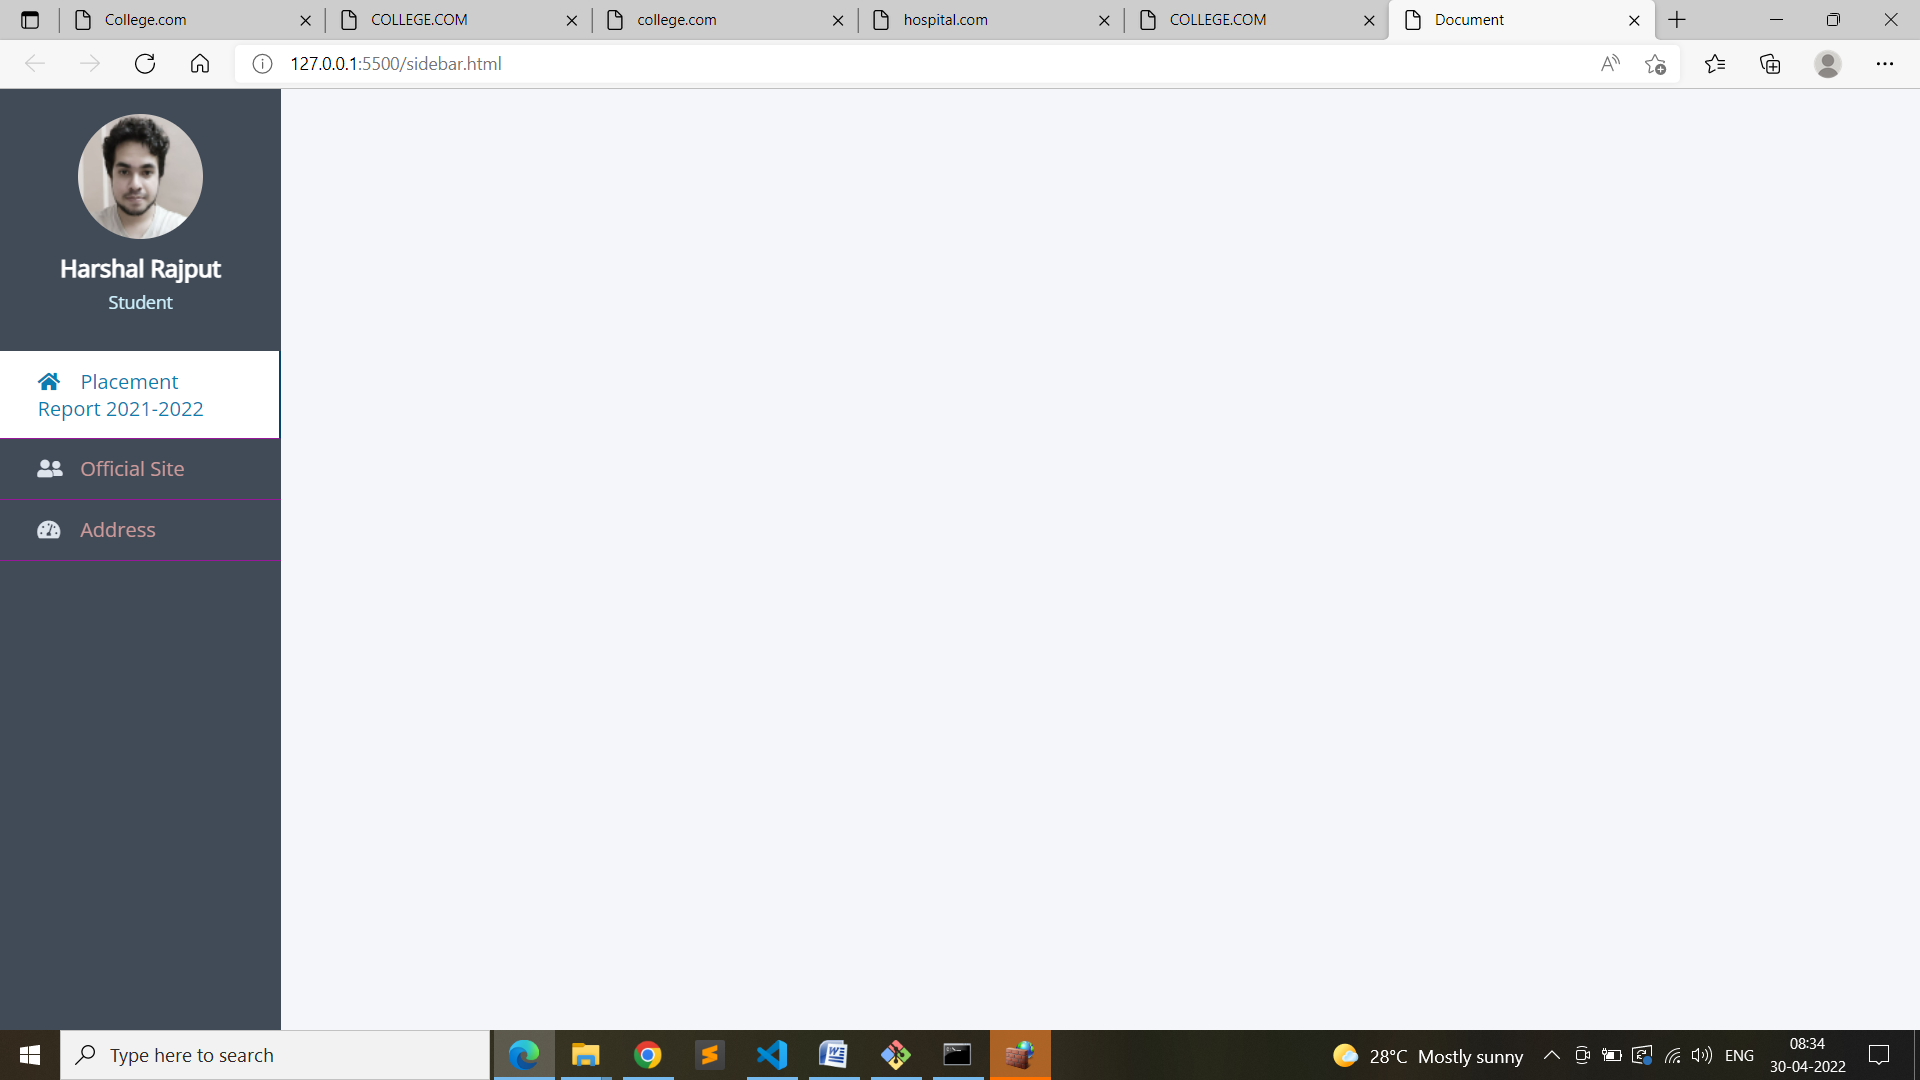 College.com
COLLEGE.COM
college.com
hospital.com
COLLEGE.COM
Document
127.0.0.1:5500/sidebar.html
Harshal Rajput
Student
Placement
Report 2021-2022
Official Site
Address
Type here to search
28°C Mostly sunny
ENG
08:34
30-04-2022